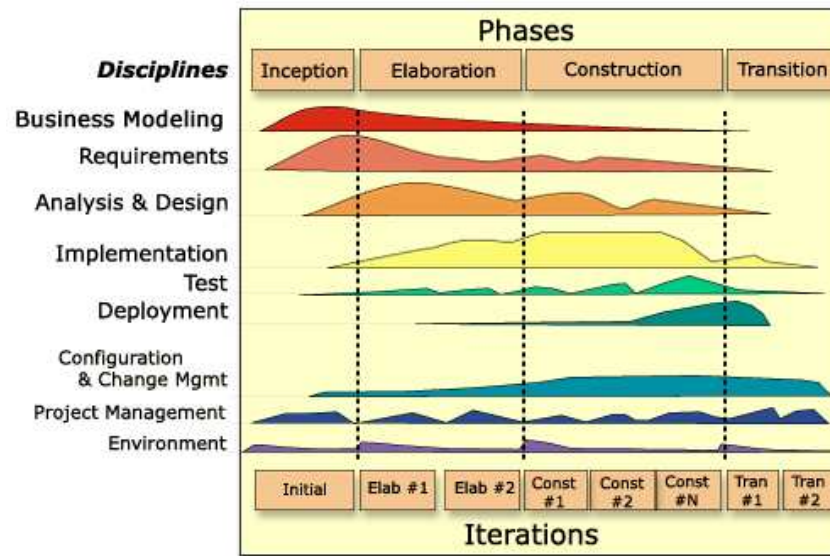 Phases
Disciplines
Inception
Elaboration
Construction
Transition
Business Modeling
Requirements
Analysis & Design
Implementation
Test
Deployment
Configuration
& Change Mgmt
Project Management
Environment
Initial
Elab #1
Elab #2
Const
#1
Const
#2
Const
#N
Tran
#1
Tran
#2
Iterations